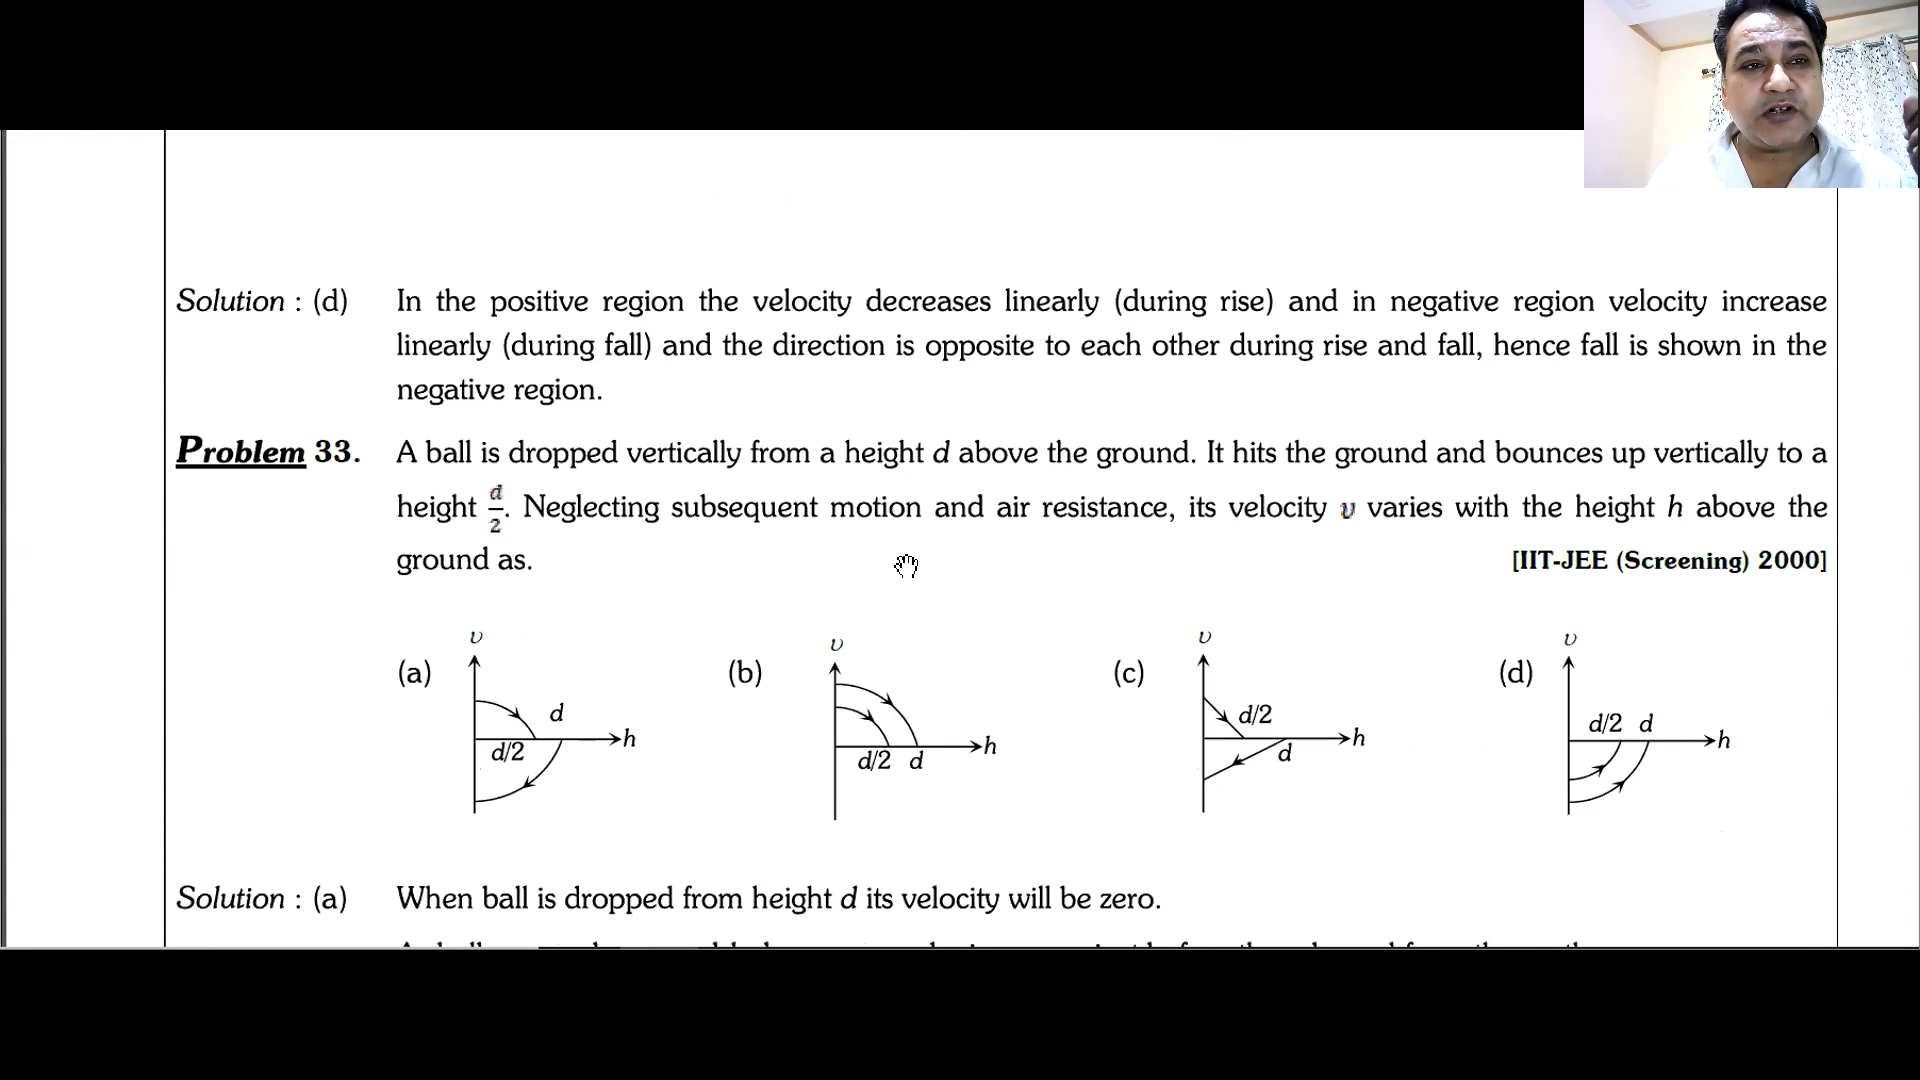 Solution : (d) In the positive region the velocity decreases linearly (during rise) and in negative region velocity increase
linearly (during fall) and the direction is opposite to each other during rise and fall, hence fall is shown in the
negative region.
Problem 33. A ball is dropped vertically from a height d above the ground. It hits the ground and bounces up vertically to a
height d/2. Neglecting subsequent motion and air resistance, its velocity υ varies with the height h above the
ground as. [IIT-JEE (Screening) 2000]
(a) υ d d/2 h
(b) υ d/2 d h
(c) υ d/2 d h
(d) υ d/2 d h
Solution : (a) When ball is dropped from height d its velocity will be zero.